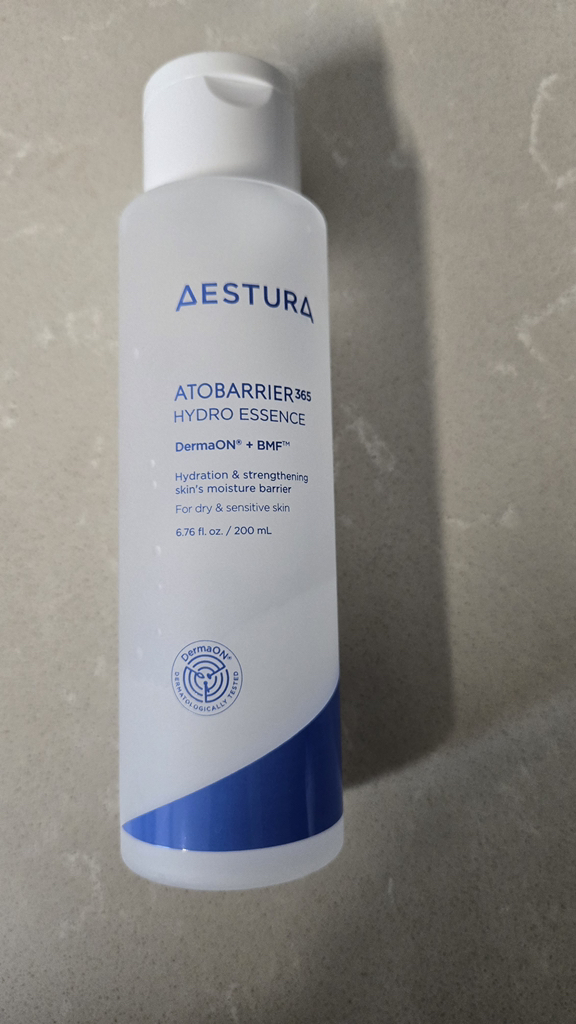 AESTURA
ATOBARRIER365
HYDRO ESSENCE
DermaON® + BMF™
Hydration & strengthening
skin's moisture barrier
For dry & sensitive skin
6.76 fl. oz. / 200 mL
DermaON®
DERMATOLOGICALLY TESTED